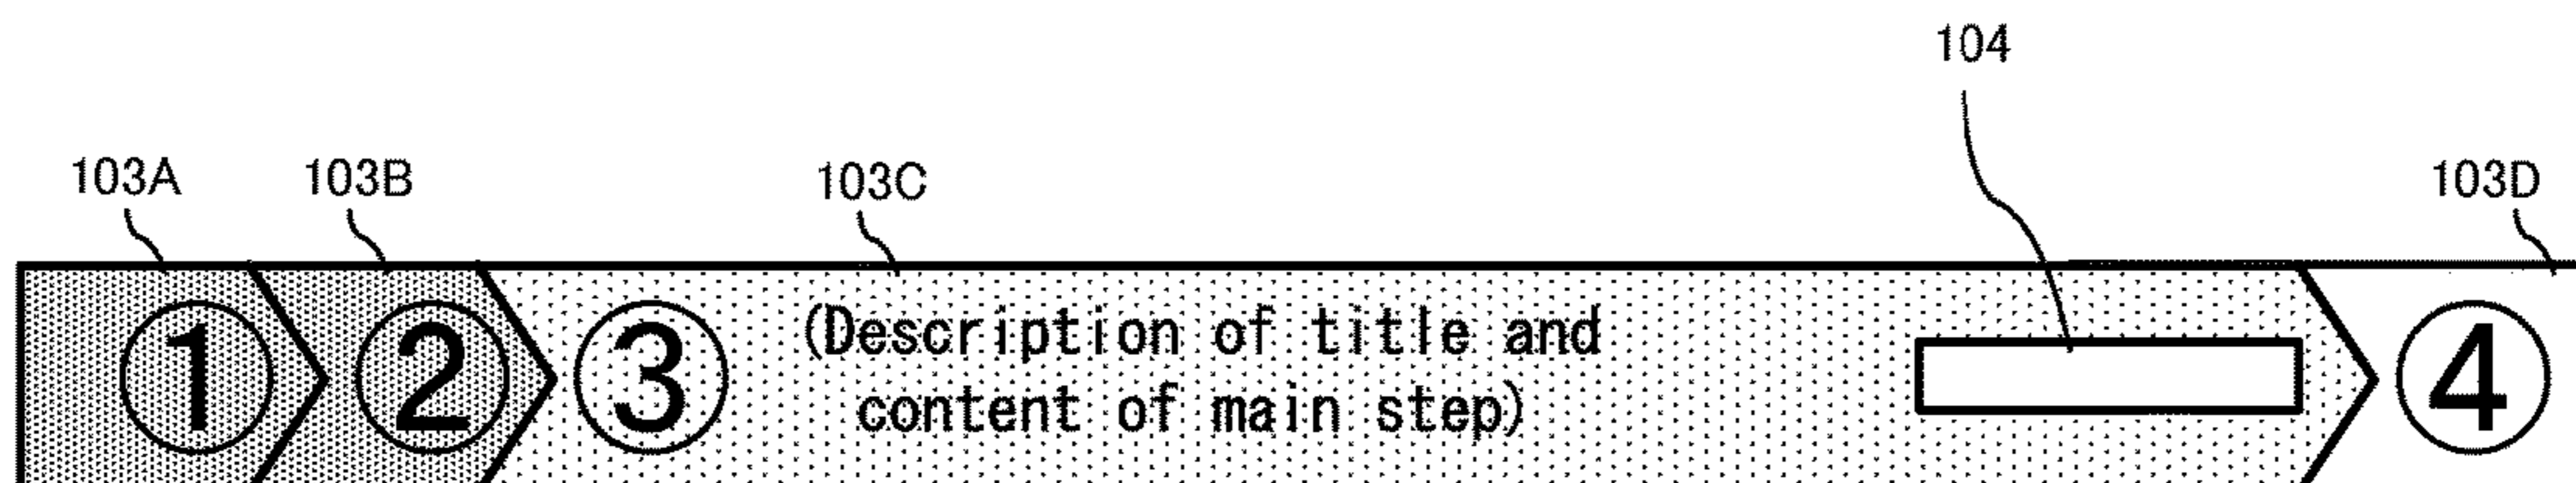 104
103A 103B 103C 103D
① ② ③ (Description of title and ④
content of main step)